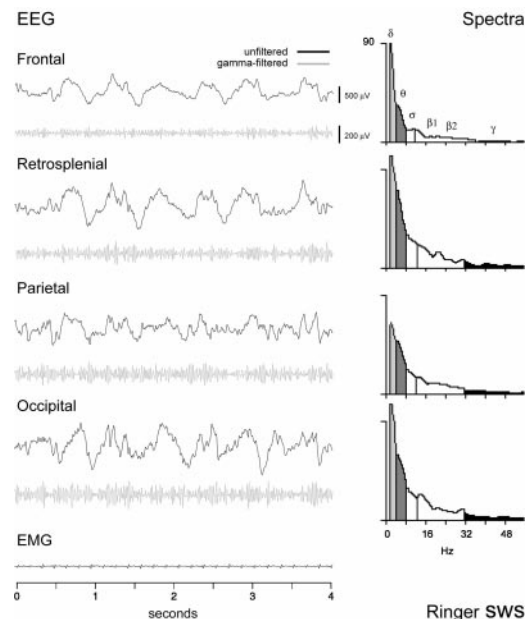 EEG
Spectra
Frontal
unfiltered
gamma-filtered
500 µV
200 µV
90
δ
θ
σ
β1
β2
γ
0
Retrosplenial
Parietal
Occipital
EMG
0 1 2 3 4
seconds
0 16 32 48
Hz
Ringer SWS